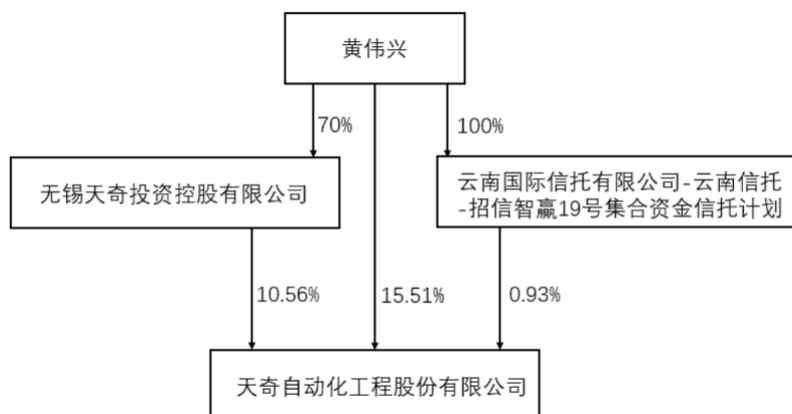 黄伟兴
70%
100%
无锡天奇投资控股有限公司
云南国际信托有限公司-云南信托
-招信智赢19号集合资金信托计划
10.56%
15.51%
0.93%
天奇自动化工程股份有限公司